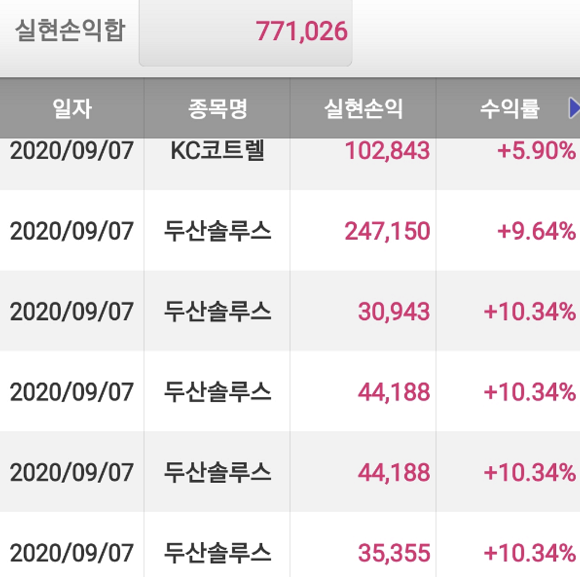 실현손익합 771,026
일자 종목명 실현손익 수익률
2020/09/07 KC코트렐 102,843 +5.90%
2020/09/07 두산솔루스 247,150 +9.64%
2020/09/07 두산솔루스 30,943 +10.34%
2020/09/07 두산솔루스 44,188 +10.34%
2020/09/07 두산솔루스 44,188 +10.34%
2020/09/07 두산솔루스 35,355 +10.34%